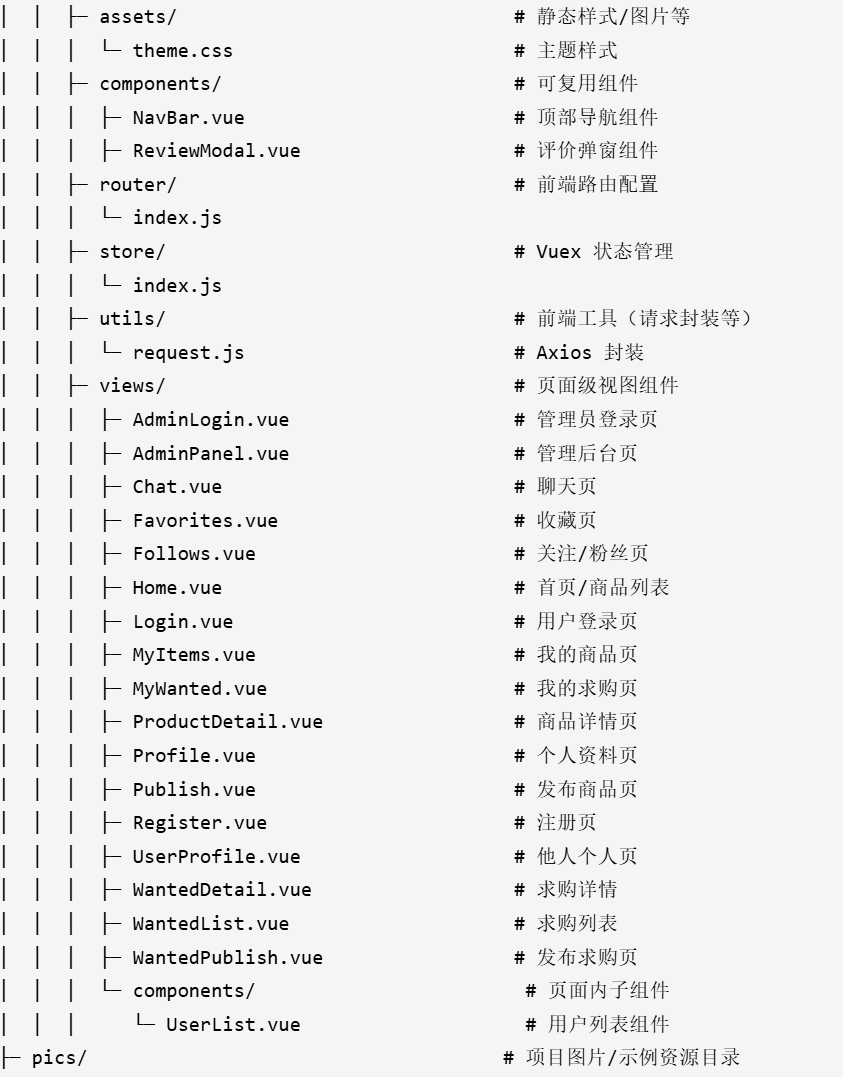 │  │  ├─ assets/                                     # 静态样式/图片等
│  │  │  └─ theme.css                         # 主题样式
│  │  ├─ components/                          # 可复用组件
│  │  │  ├─ NavBar.vue                        # 顶部导航组件
│  │  │  ├─ ReviewModal.vue                   # 评价弹窗组件
│  │  ├─ router/                              # 前端路由配置
│  │  │  └─ index.js
│  │  ├─ store/                               # Vuex 状态管理
│  │  │  └─ index.js
│  │  ├─ utils/                               # 前端工具（请求封装等）
│  │  │  └─ request.js                        # Axios 封装
│  │  ├─ views/                               # 页面级视图组件
│  │  │  ├─ AdminLogin.vue                    # 管理员登录页
│  │  │  ├─ AdminPanel.vue                    # 管理后台页
│  │  │  ├─ Chat.vue                          # 聊天页
│  │  │  ├─ Favorites.vue                     # 收藏页
│  │  │  ├─ Follows.vue                       # 关注/粉丝页
│  │  │  ├─ Home.vue                          # 首页/商品列表
│  │  │  ├─ Login.vue                         # 用户登录页
│  │  │  ├─ MyItems.vue                       # 我的商品页
│  │  │  ├─ MyWanted.vue                      # 我的求购页
│  │  │  ├─ ProductDetail.vue                 # 商品详情页
│  │  │  ├─ Profile.vue                       # 个人资料页
│  │  │  ├─ Publish.vue                       # 发布商品页
│  │  │  ├─ Register.vue                      # 注册页
│  │  │  ├─ UserProfile.vue                   # 他人个人页
│  │  │  ├─ WantedDetail.vue                  # 求购详情
│  │  │  ├─ WantedList.vue                    # 求购列表
│  │  │  ├─ WantedPublish.vue                 # 发布求购页
│  │  │  └─ components/                        # 页面内子组件
│  │  │     └─ UserList.vue                    # 用户列表组件
├─ pics/                                     # 项目图片/示例资源目录